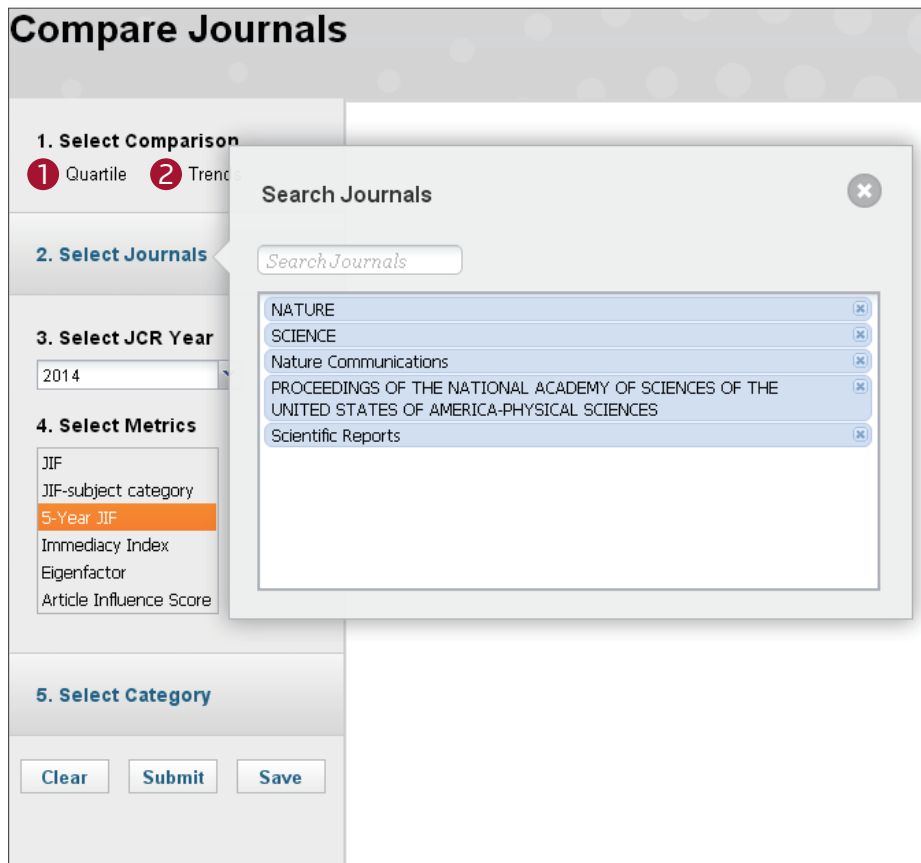 Compare Journals
1. Select Comparison
1 Quartile 2 Trends
2. Select Journals
3. Select JCR Year
2014
4. Select Metrics
JIF
JIF-subject category
5-Year JIF
Immediacy Index
Eigenfactor
Article Influence Score
5. Select Category
Clear Submit Save
Search Journals
Search Journals
NATURE
SCIENCE
Nature Communications
PROCEEDINGS OF THE NATIONAL ACADEMY OF SCIENCES OF THE
UNITED STATES OF AMERICA-PHYSICAL SCIENCES
Scientific Reports